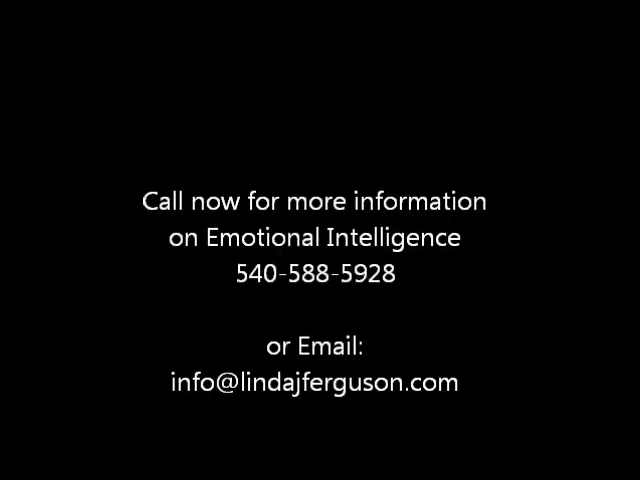 Call now for more information
on Emotional Intelligence
540-588-5928
or Email:
info@lindajferguson.com